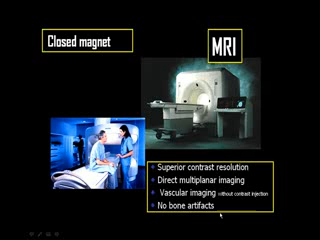 Closed magnet
MRI
Superior contrast resolution
Direct multiplanar imaging
Vascular imaging without contrast injection
No bone artifacts